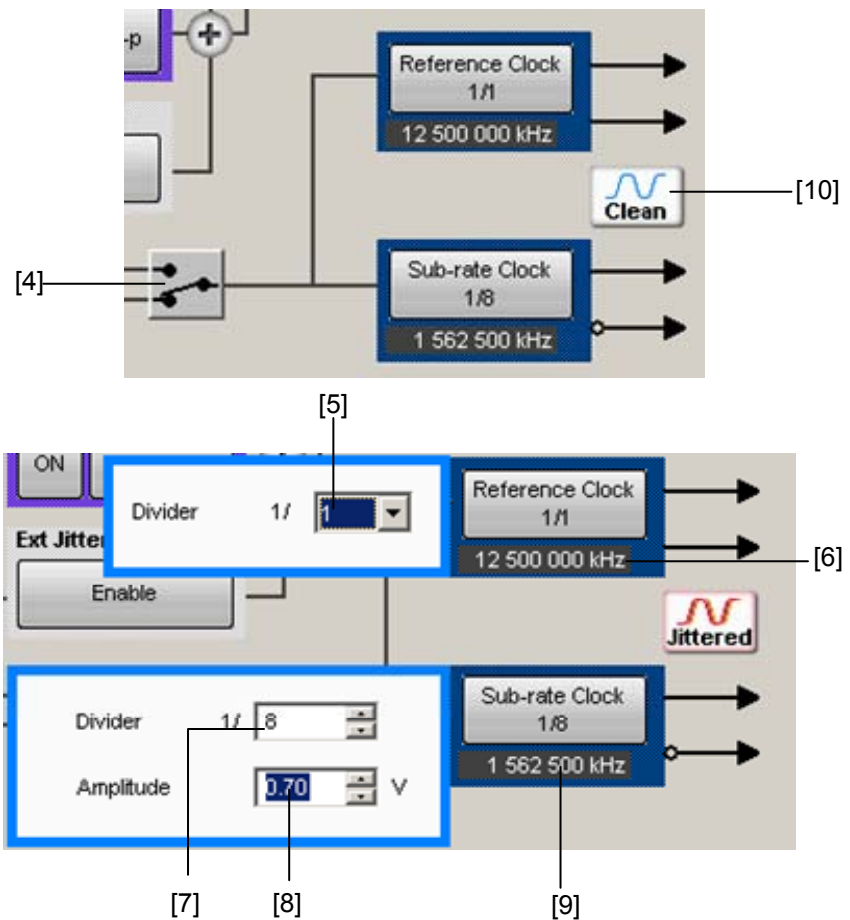 -p
Reference Clock
1/1
12 500 000 kHz
Clean
[10]
[4]
Sub-rate Clock
1/8
1 562 500 kHz
[5]
ON
Divider 1/ 1
Reference Clock
1/1
12 500 000 kHz
[6]
Ext Jitte
Enable
Jittered
Divider 1/ 8
Amplitude 0.70 V
Sub-rate Clock
1/8
1 562 500 kHz
[7]
[8]
[9]